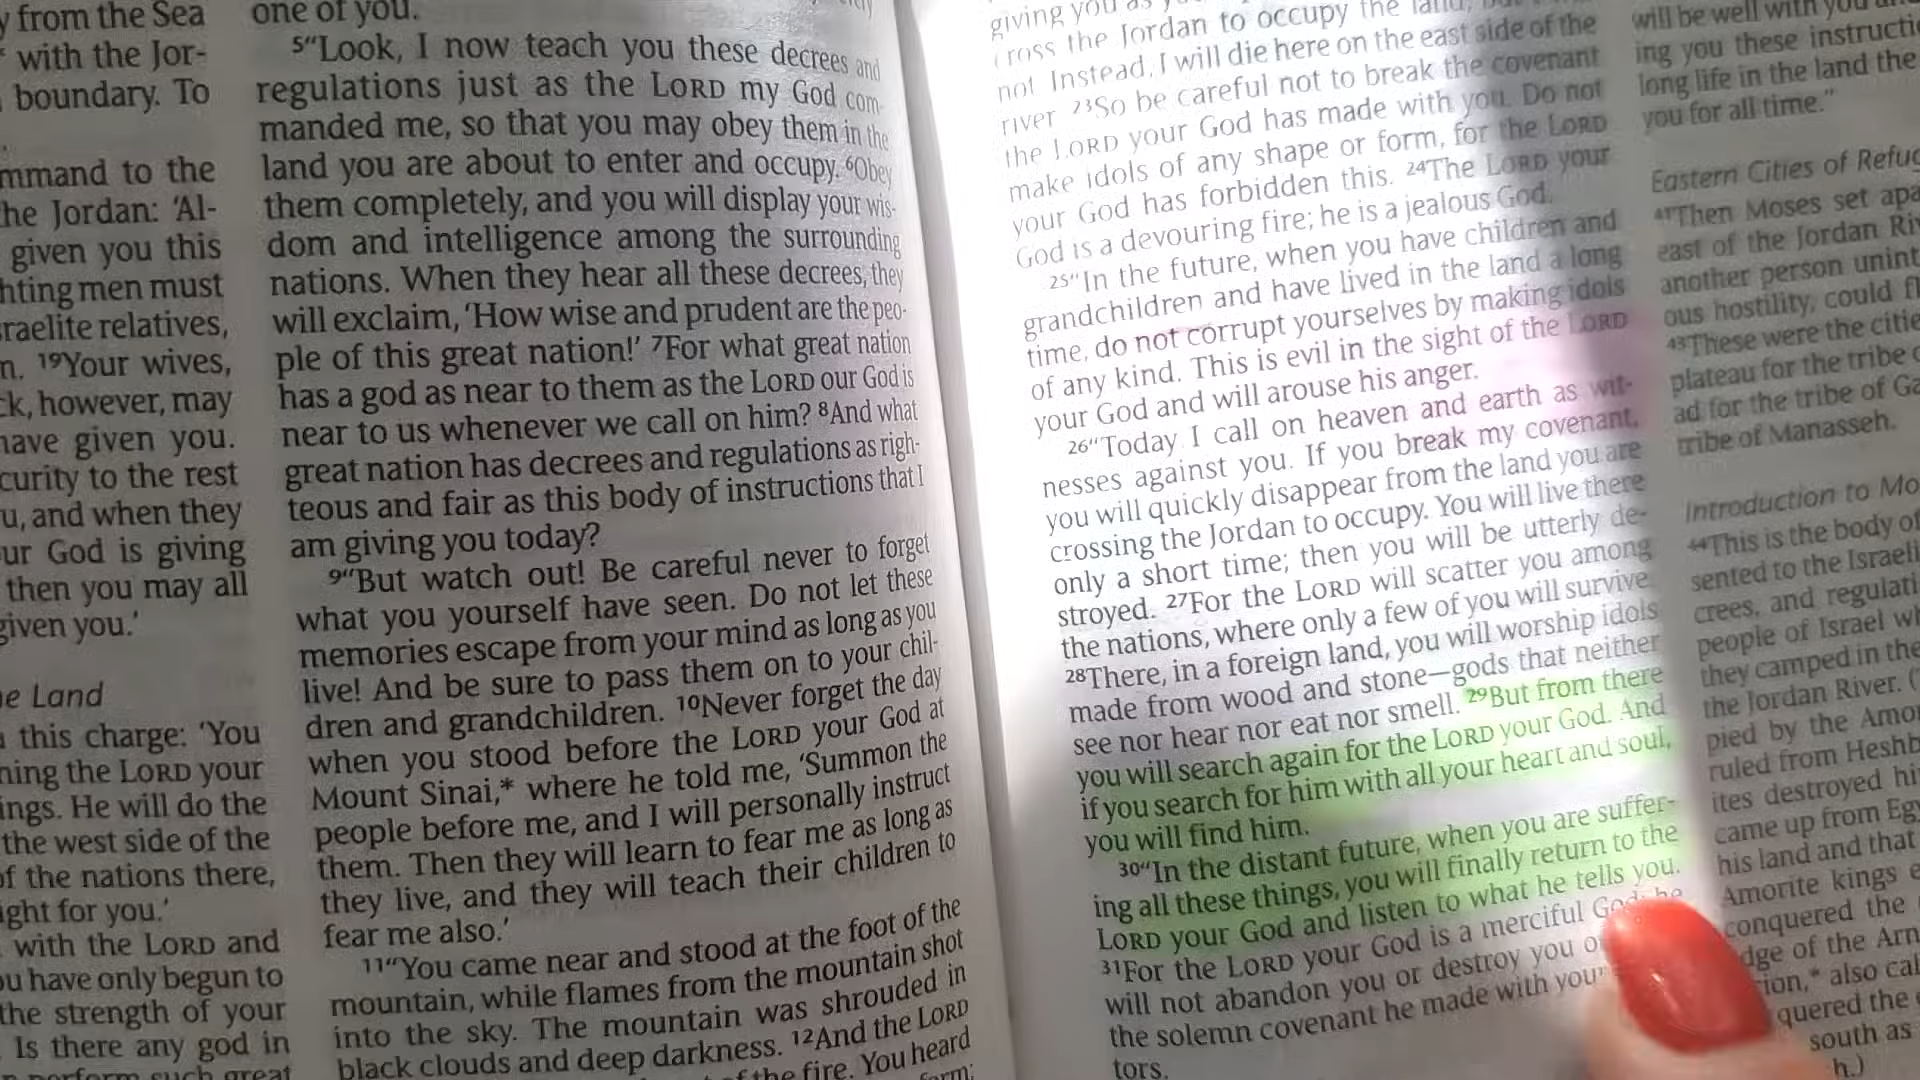 y from the Sea
with the Jor-
boundary. To
mmand to the
he Jordan: 'Al-
given you this
hting men must
sraelite relatives,
n. 19Your wives,
ck, however, may
have given you.
curity to the rest
u, and when they
ur God is giving
then you may all
given you.'
e Land
this charge: 'You
ning the LORD your
ings. He will do the
the west side of the
of the nations there,
ight for you.'
with the LORD and
ou have only begun to
the strength of your
Is there any god in
perform such great
one of you.
5"Look, I now teach you these decrees and
regulations just as the LORD my God com-
manded me, so that you may obey them in the
land you are about to enter and occupy. 6Obey
them completely, and you will display your wis-
dom and intelligence among the surrounding
nations. When they hear all these decrees, they
will exclaim, 'How wise and prudent are the peo-
ple of this great nation!' 7For what great nation
has a god as near to them as the LORD our God is
near to us whenever we call on him? 8And what
great nation has decrees and regulations as righ-
teous and fair as this body of instructions that I
am giving you today?
9"But watch out! Be careful never to forget
what you yourself have seen. Do not let these
memories escape from your mind as long as you
live! And be sure to pass them on to your chil-
dren and grandchildren. 10Never forget the day
when you stood before the LORD your God at
Mount Sinai,* where he told me, 'Summon the
people before me, and I will personally instruct
them. Then they will learn to fear me as long as
they live, and they will teach their children to
fear me also.'
11"You came near and stood at the foot of the
mountain, while flames from the mountain shot
into the sky. The mountain was shrouded in
black clouds and deep darkness. 12And the LORD
of the fire. You heard
form;
giving you as
cross the Jordan to occupy the land,
not. Instead, I will die here on the east side of the
river. 23So be careful not to break the covenant
the LORD your God has made with you. Do not
make idols of any shape or form, for the LORD
your God has forbidden this. 24The LORD your
God is a devouring fire; he is a jealous God.
25"In the future, when you have children and
grandchildren and have lived in the land a long
time, do not corrupt yourselves by making idols
of any kind. This is evil in the sight of the LORD
your God and will arouse his anger.
26"Today I call on heaven and earth as wit-
nesses against you. If you break my covenant,
you will quickly disappear from the land you are
crossing the Jordan to occupy. You will live there
only a short time; then you will be utterly de-
stroyed. 27For the LORD will scatter you among
the nations, where only a few of you will survive.
28There, in a foreign land, you will worship idols
made from wood and stone—gods that neither
see nor hear nor eat nor smell. 29But from there
you will search again for the LORD your God. And
if you search for him with all your heart and soul,
you will find him.
30"In the distant future, when you are suffer-
ing all these things, you will finally return to the
LORD your God and listen to what he tells you.
31For the LORD your God is a merciful God; he
will not abandon you or destroy you o
the solemn covenant he made with you
tors.
will be well with you
ing you these instructi
long life in the land the
you for all time."
Eastern Cities of Refug
41Then Moses set apa
east of the Jordan Riv
another person unint
ous hostility, could fl
43These were the citie
plateau for the tribe o
ad for the tribe of Ga
tribe of Manasseh.
Introduction to Mo
44This is the body of
sented to the Israeli
crees, and regulati
people of Israel wh
they camped in the
the Jordan River. (
pied by the Amor
ruled from Heshb
ites destroyed hi
came up from Egy
his land and that
Amorite kings e
conquered the
dge of the Arn
ion,* also cal
quered the
south as
h.)